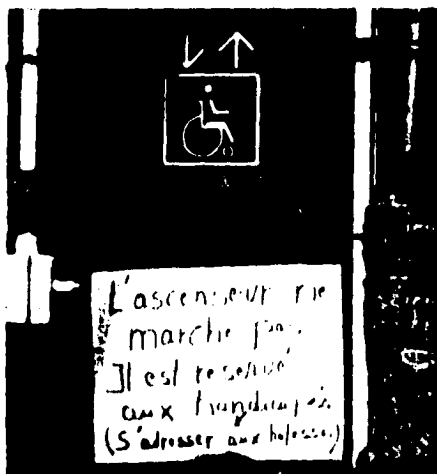 L'ascenseur ne
marche pas.
Il est reservé
aux handicapés.
(S'adresser aux hotesses)